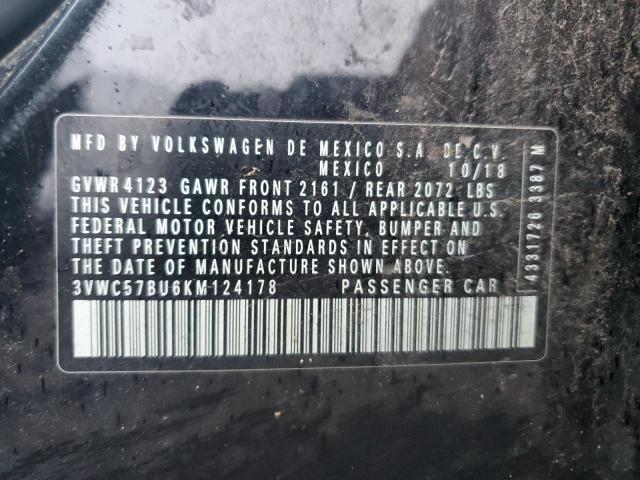 MFD BY VOLKSWAGEN DE MEXICO S.A. DE C.V.
MEXICO 10/18
GVWR 4123 GAWR FRONT 2161 / REAR 2072 LBS
THIS VEHICLE CONFORMS TO ALL APPLICABLE U.S.
FEDERAL MOTOR VEHICLE SAFETY, BUMPER AND
THEFT PREVENTION STANDARDS IN EFFECT ON
THE DATE OF MANUFACTURE SHOWN ABOVE.
3VWC57BU6KM124178 PASSENGER CAR
4331726 3387 M